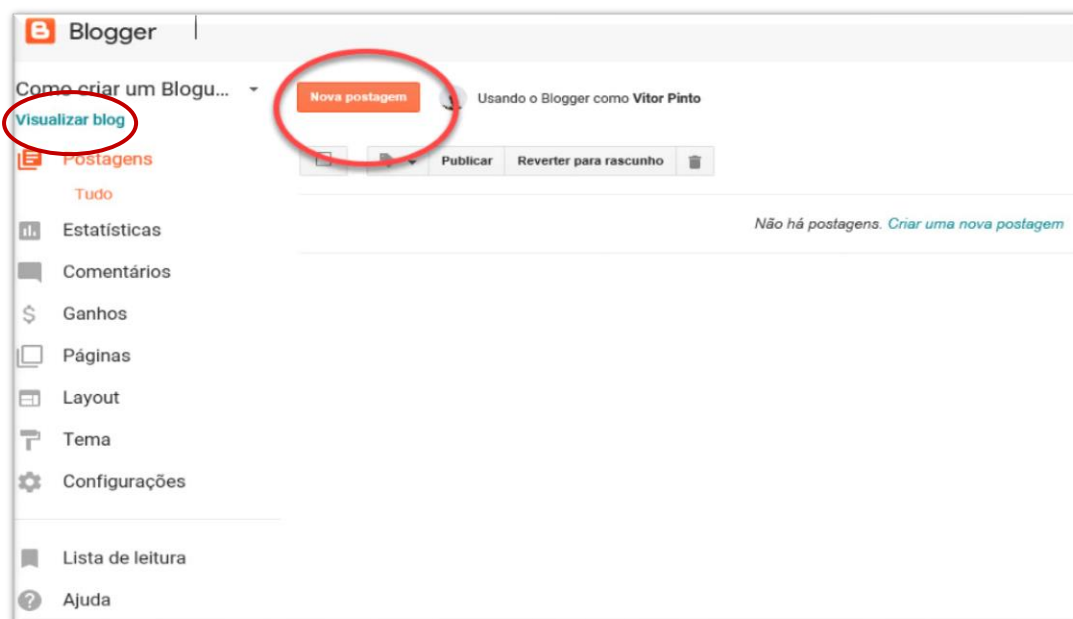 Blogger
Como criar um Blogu...
Visualizar blog
Nova postagem
Usando o Blogger como Vitor Pinto
Postagens
Tudo
Publicar
Reverter para rascunho
Não há postagens. Criar uma nova postagem
Estatísticas
Comentários
Ganhos
Páginas
Layout
Tema
Configurações
Lista de leitura
Ajuda